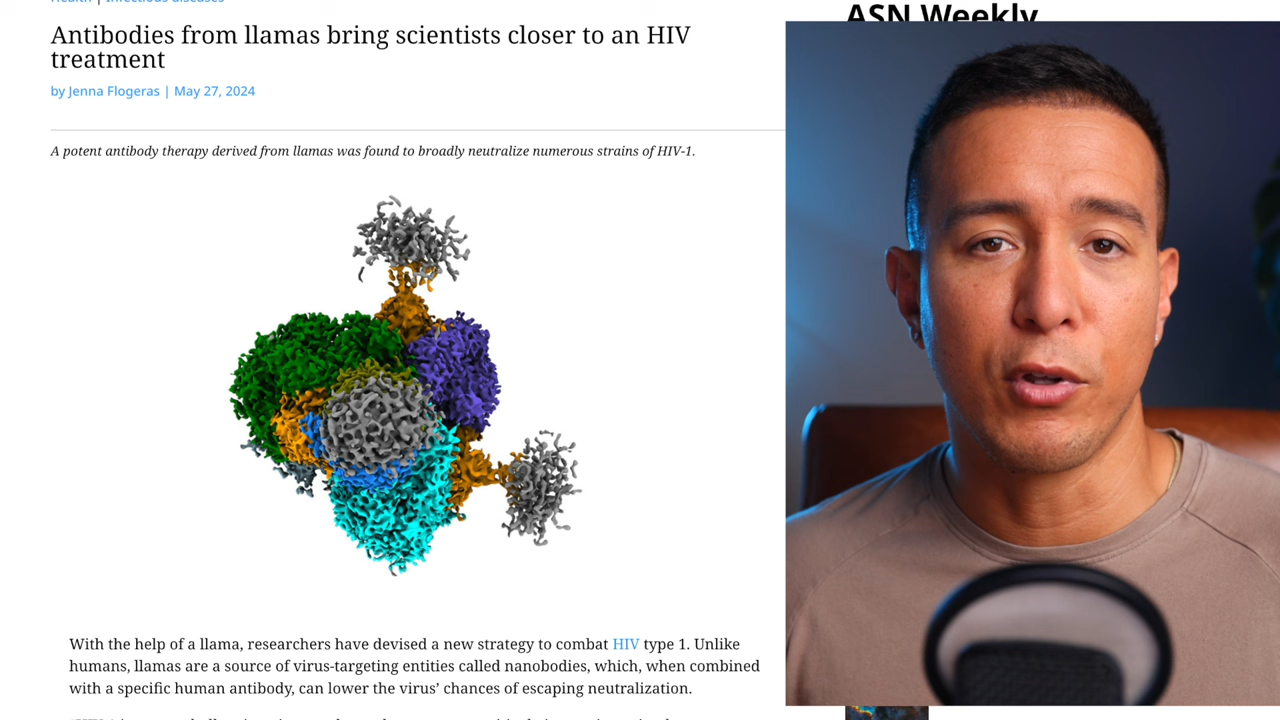 Health | Infectious diseases
ASN Weekly
Antibodies from llamas bring scientists closer to an HIV
treatment
by Jenna Flogeras | May 27, 2024
A potent antibody therapy derived from llamas was found to broadly neutralize numerous strains of HIV-1.
With the help of a llama, researchers have devised a new strategy to combat HIV type 1. Unlike
humans, llamas are a source of virus-targeting entities called nanobodies, which, when combined
with a specific human antibody, can lower the virus’ chances of escaping neutralization.